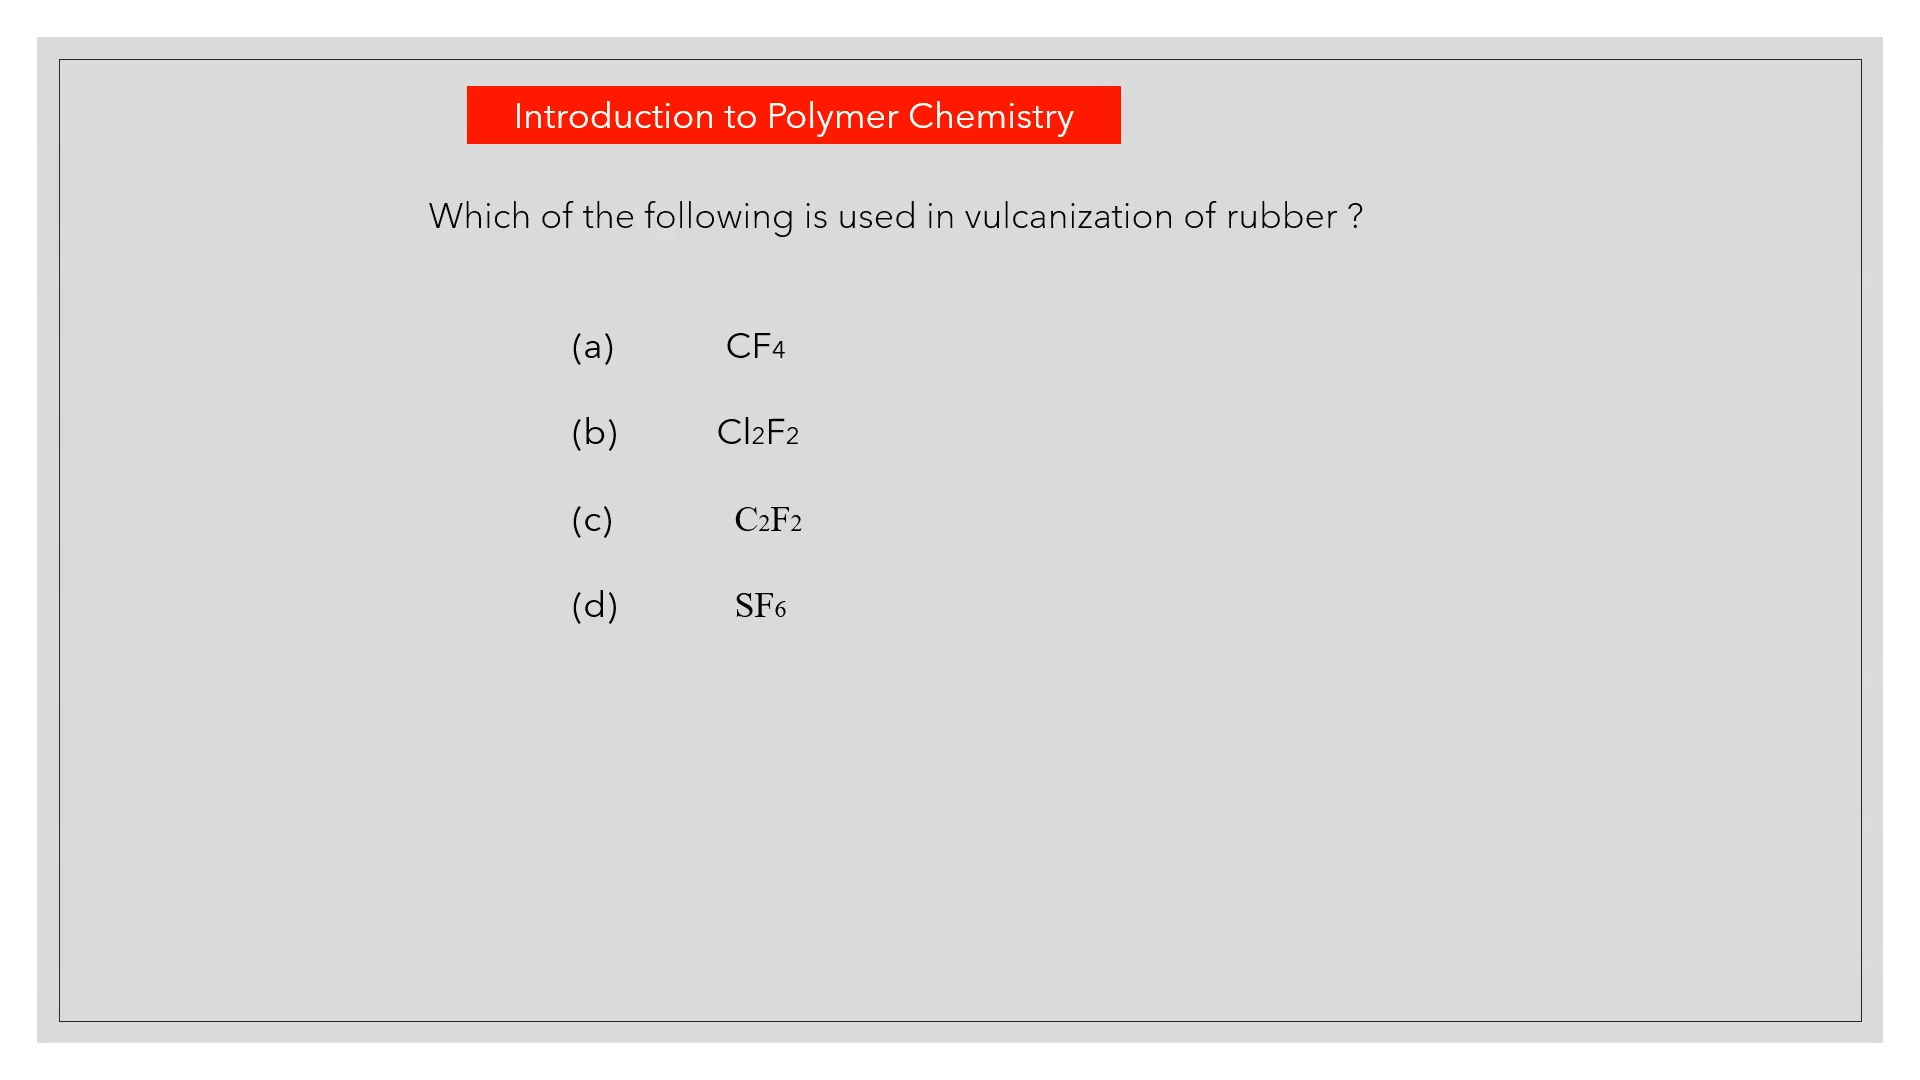 Introduction to Polymer Chemistry
Which of the following is used in vulcanization of rubber ?
(a) CF4
(b) Cl2F2
(c) C2F2
(d) SF6